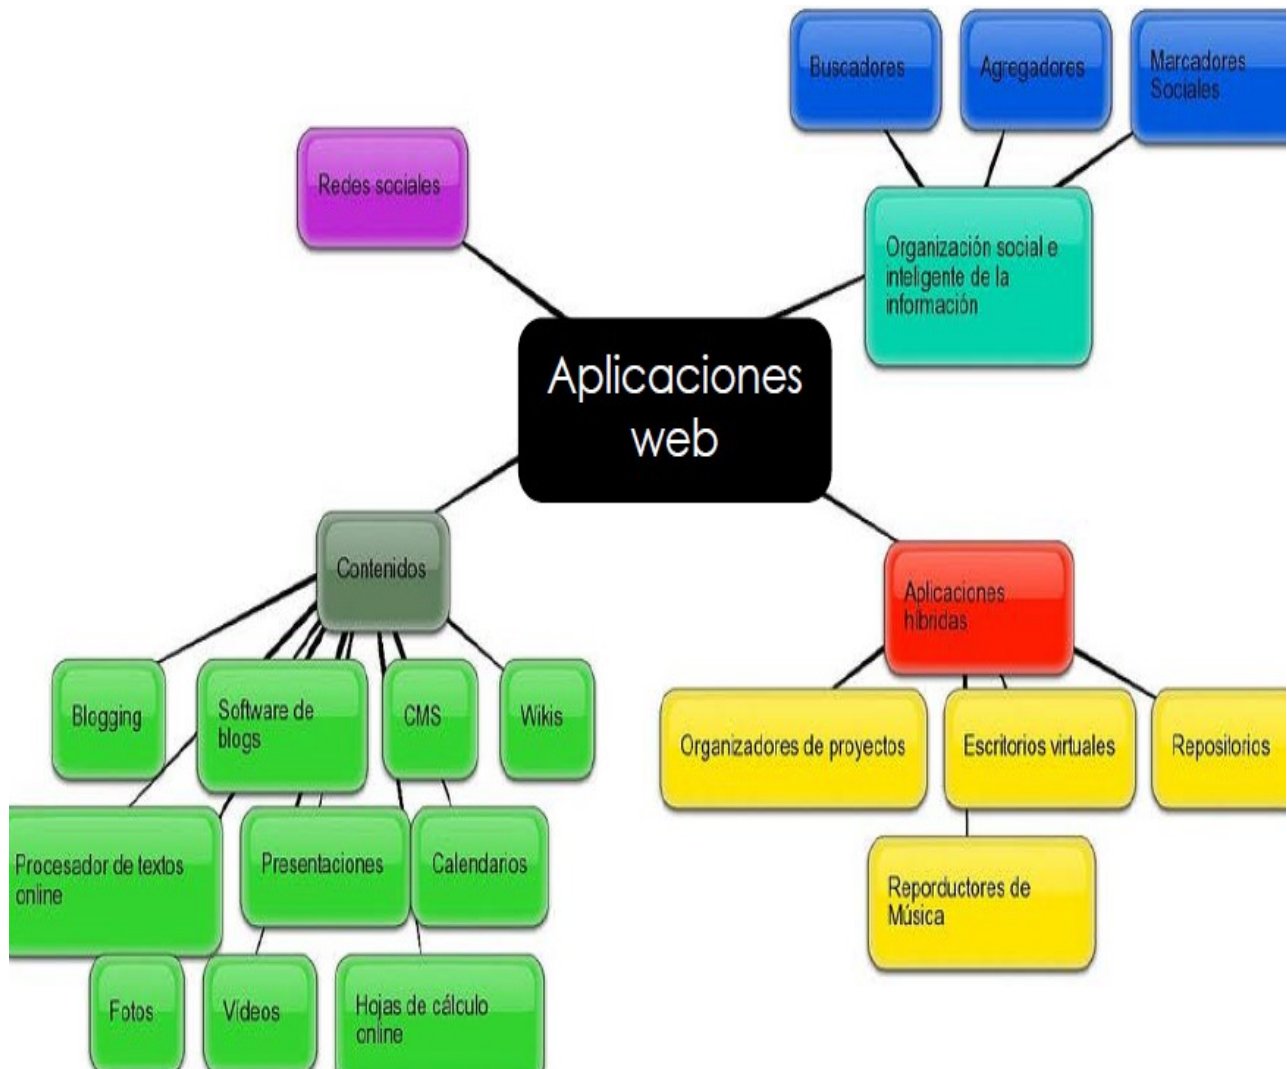 Buscadores
Agregadores
Marcadores
Sociales
Redes sociales
Organización social e
inteligente de la
información
Aplicaciones
web
Contenidos
Aplicaciones
híbridas
Blogging
Software de
blogs
CMS
Wikis
Organizadores de proyectos
Escritorios virtuales
Repositorios
Procesador de textos
online
Presentaciones
Calendarios
Reporductores de
Música
Fotos
Vídeos
Hojas de cálculo
online